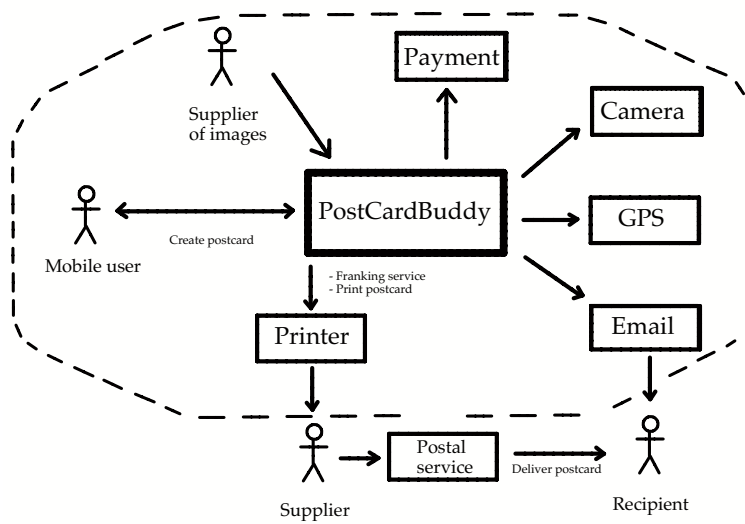 Payment
Supplier
of images
Camera
PostCardBuddy
GPS
Mobile user
Create postcard
- Franking service
- Print postcard
Printer
Email
Postal
service
Deliver postcard
Supplier
Recipient